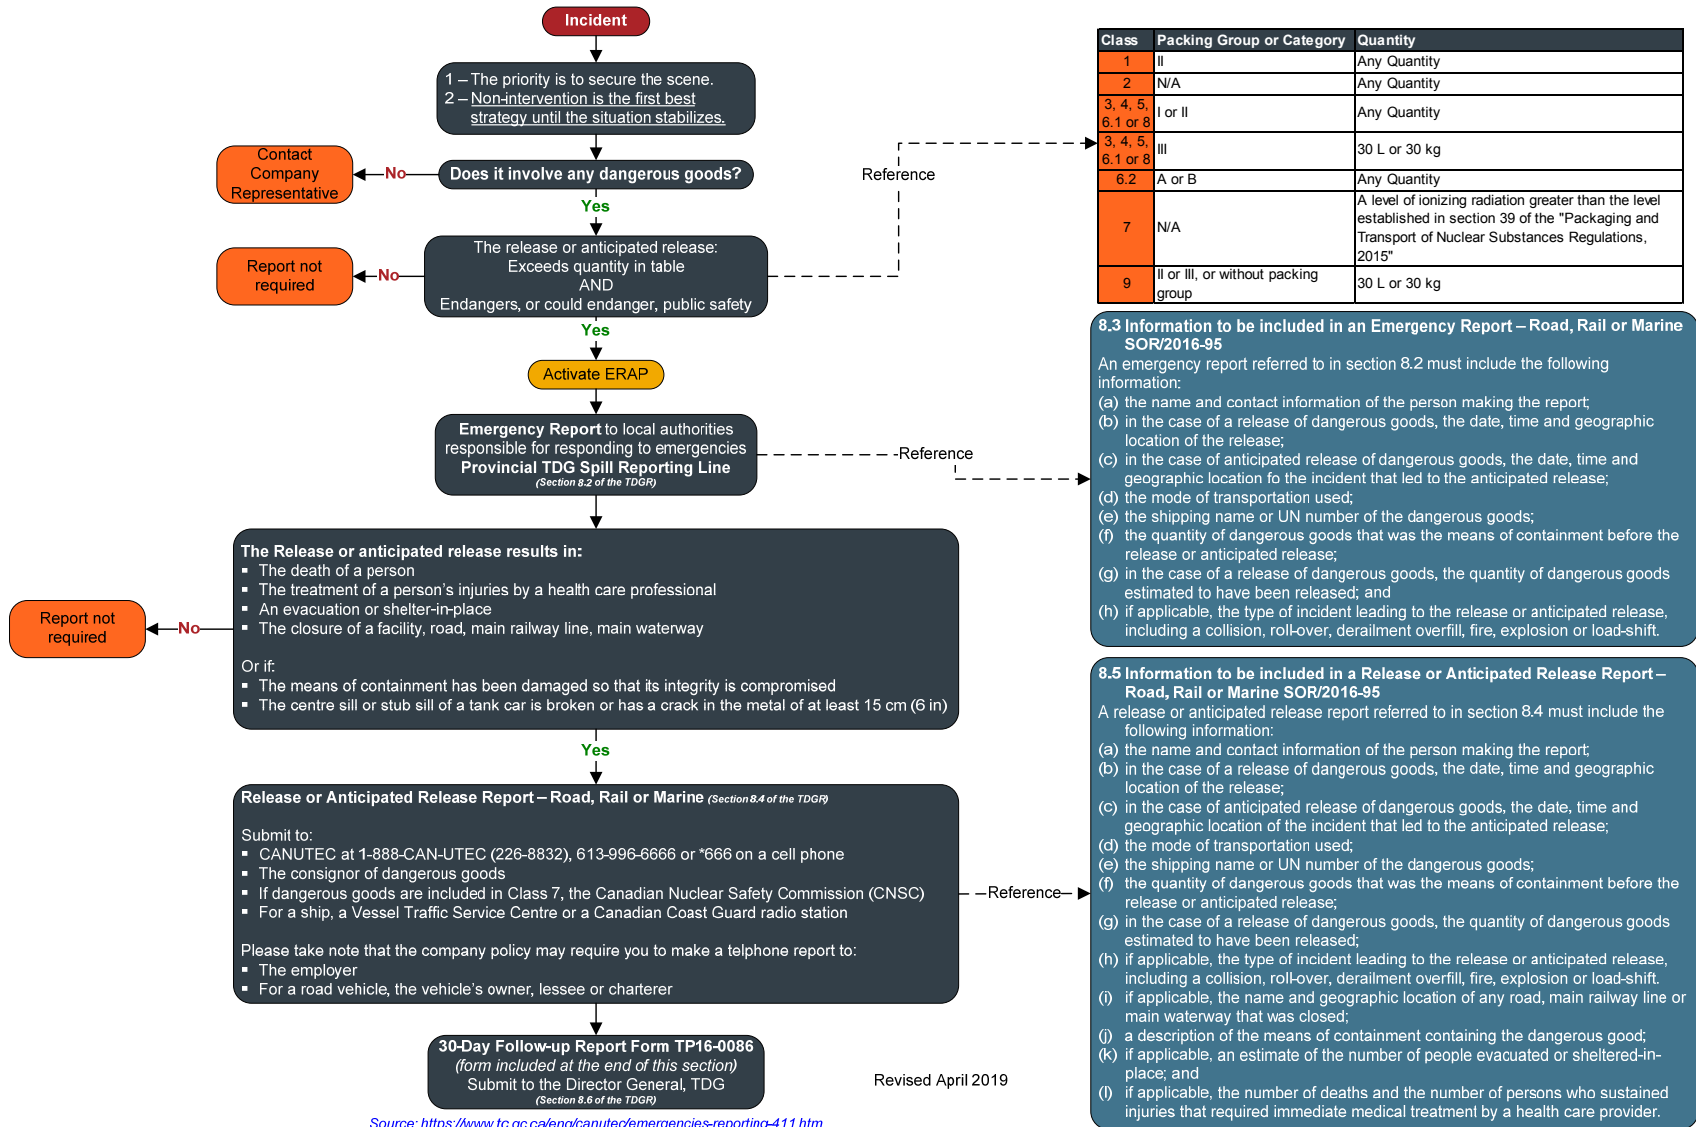 Incident
1 – The priority is to secure the scene.
2 – Non-intervention is the first best
strategy until the situation stabilizes.
Contact
Company
Representative
No
Does it involve any dangerous goods?
Yes
Report not
required
No
The release or anticipated release:
Exceeds quantity in table
AND
Endangers, or could endanger, public safety
Reference
Yes
Activate ERAP
Emergency Report to local authorities
responsible for responding to emergencies
Provincial TDG Spill Reporting Line
(Section 8.2 of the TDGR)
Reference
The Release or anticipated release results in:
▪ The death of a person
▪ The treatment of a person's injuries by a health care professional
▪ An evacuation or shelter-in-place
▪ The closure of a facility, road, main railway line, main waterway
Or if:
▪ The means of containment has been damaged so that its integrity is compromised
▪ The centre sill or stub sill of a tank car is broken or has a crack in the metal of at least 15 cm (6 in)
Report not
required
No
Yes
Release or Anticipated Release Report – Road, Rail or Marine (Section 8.4 of the TDGR)
Submit to:
▪ CANUTEC at 1-888-CAN-UTEC (226-8832), 613-996-6666 or *666 on a cell phone
▪ The consignor of dangerous goods
▪ If dangerous goods are included in Class 7, the Canadian Nuclear Safety Commission (CNSC)
▪ For a ship, a Vessel Traffic Service Centre or a Canadian Coast Guard radio station
Please take note that the company policy may require you to make a telphone report to:
▪ The employer
▪ For a road vehicle, the vehicle's owner, lessee or charterer
Reference
30-Day Follow-up Report Form TP16-0086
(form included at the end of this section)
Submit to the Director General, TDG
(Section 8.6 of the TDGR)
Revised April 2019
Source: https://www.tc.gc.ca/eng/canutec/emergencies-reporting-411.htm
Class Packing Group or Category Quantity
1 II Any Quantity
2 N/A Any Quantity
3, 4, 5,
6.1 or 8 I or II Any Quantity
3, 4, 5,
6.1 or 8 III 30 L or 30 kg
6.2 A or B Any Quantity
7 N/A A level of ionizing radiation greater than the level
established in section 39 of the "Packaging and
Transport of Nuclear Substances Regulations,
2015"
9 II or III, or without packing
group 30 L or 30 kg
8.3 Information to be included in an Emergency Report – Road, Rail or Marine
SOR/2016-95
An emergency report referred to in section 8.2 must include the following
information:
(a) the name and contact information of the person making the report;
(b) in the case of a release of dangerous goods, the date, time and geographic
location of the release;
(c) in the case of anticipated release of dangerous goods, the date, time and
geographic location fo the incident that led to the anticipated release;
(d) the mode of transportation used;
(e) the shipping name or UN number of the dangerous goods;
(f) the quantity of dangerous goods that was the means of containment before the
release or anticipated release;
(g) in the case of a release of dangerous goods, the quantity of dangerous goods
estimated to have been released; and
(h) if applicable, the type of incident leading to the release or anticipated release,
including a collision, roll-over, derailment overfill, fire, explosion or load-shift.
8.5 Information to be included in a Release or Anticipated Release Report –
Road, Rail or Marine SOR/2016-95
A release or anticipated release report referred to in section 8.4 must include the
following information:
(a) the name and contact information of the person making the report;
(b) in the case of a release of dangerous goods, the date, time and geographic
location of the release;
(c) in the case of anticipated release of dangerous goods, the date, time and
geographic location of the incident that led to the anticipated release;
(d) the mode of transportation used;
(e) the shipping name or UN number of the dangerous goods;
(f) the quantity of dangerous goods that was the means of containment before the
release or anticipated release;
(g) in the case of a release of dangerous goods, the quantity of dangerous goods
estimated to have been released;
(h) if applicable, the type of incident leading to the release or anticipated release,
including a collision, roll-over, derailment overfill, fire, explosion or load-shift.
(i) if applicable, the name and geographic location of any road, main railway line or
main waterway that was closed;
(j) a description of the means of containment containing the dangerous good;
(k) if applicable, an estimate of the number of people evacuated or sheltered-in-
place; and
(l) if applicable, the number of deaths and the number of persons who sustained
injuries that required immediate medical treatment by a health care provider.